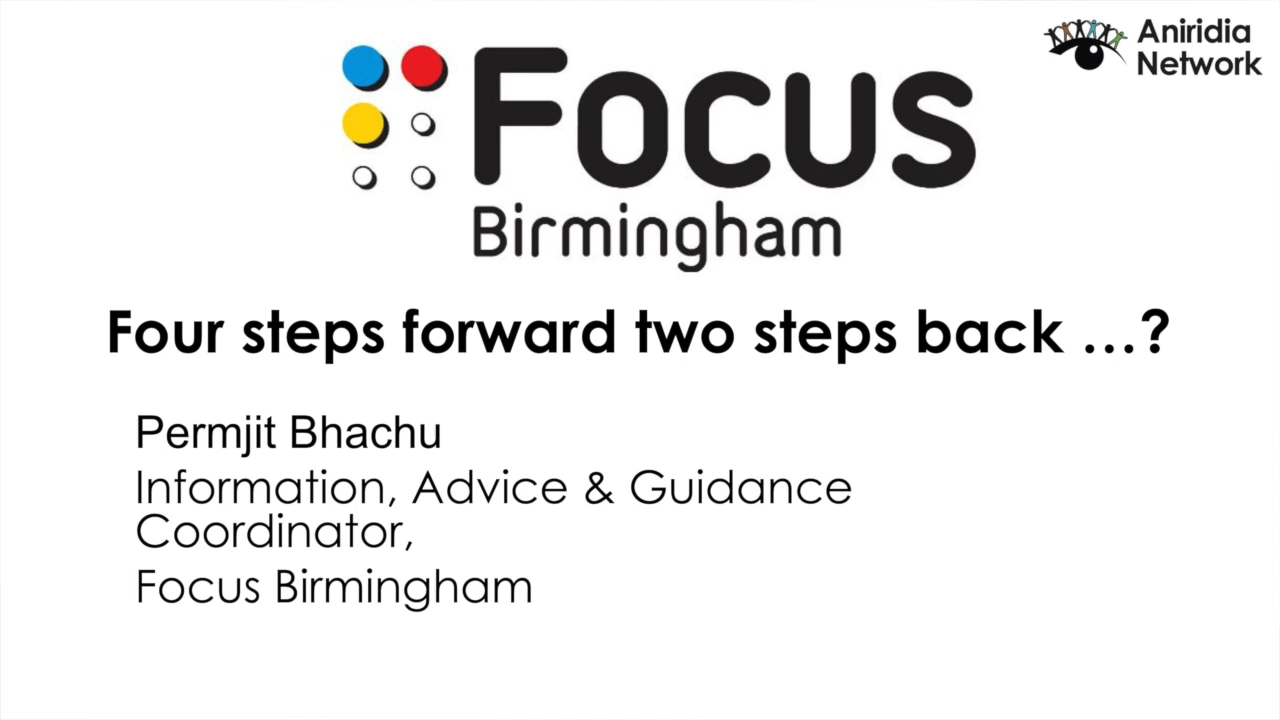 Aniridia
Network
Focus
Birmingham
Four steps forward two steps back ...?
Permjit Bhachu
Information, Advice & Guidance
Coordinator,
Focus Birmingham